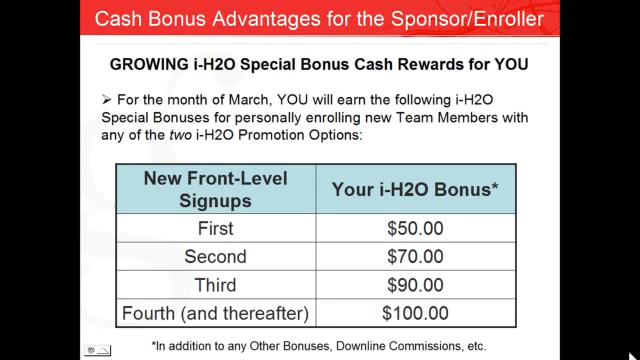 Cash Bonus Advantages for the Sponsor/Enroller
GROWING i-H2O Special Bonus Cash Rewards for YOU
➢ For the month of March, YOU will earn the following i-H2O
Special Bonuses for personally enrolling new Team Members with
any of the two i-H2O Promotion Options:
New Front-Level
Signups
Your i-H2O Bonus*
First $50.00
Second $70.00
Third $90.00
Fourth (and thereafter) $100.00
*In addition to any Other Bonuses, Downline Commissions, etc.